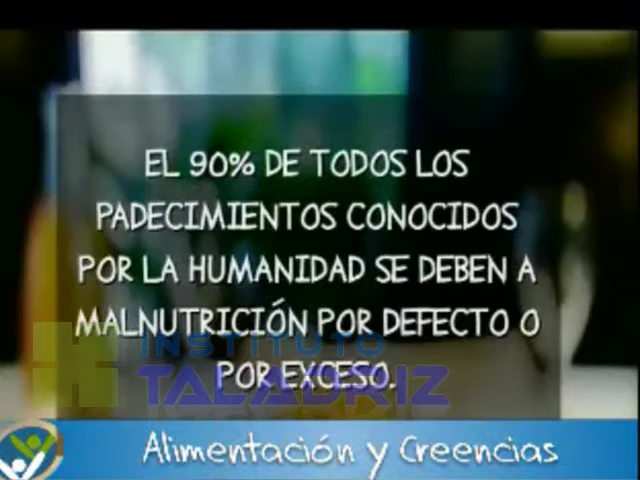 EL 90% DE TODOS LOS
PADECIMIENTOS CONOCIDOS
POR LA HUMANIDAD SE DEBEN A
MALNUTRICIÓN POR DEFECTO O
POR EXCESO.
INSTITUTO
TALADRIZ
Alimentación y Creencias